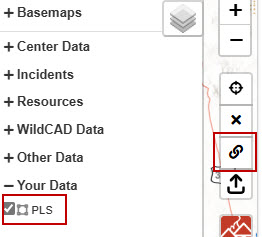 + Basemaps
+ Center Data
+ Incidents
+ Resources
+ WildCAD Data
+ Other Data
− Your Data
PLS